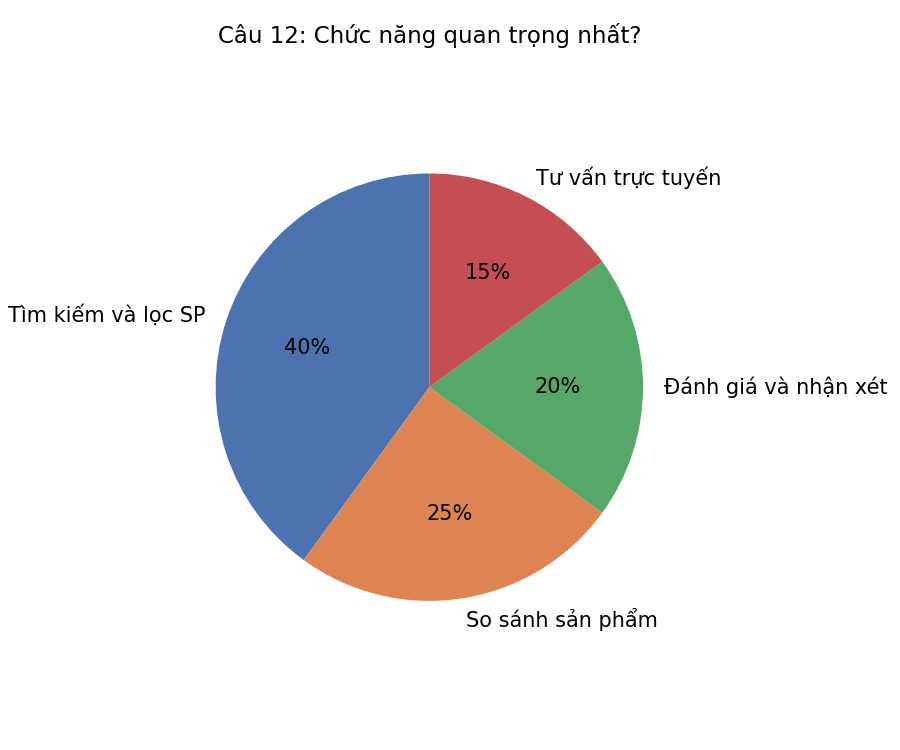 Câu 12: Chức năng quan trọng nhất?
Tư vấn trực tuyến
15%
Tìm kiếm và lọc SP
40%
20%
Đánh giá và nhận xét
25%
So sánh sản phẩm